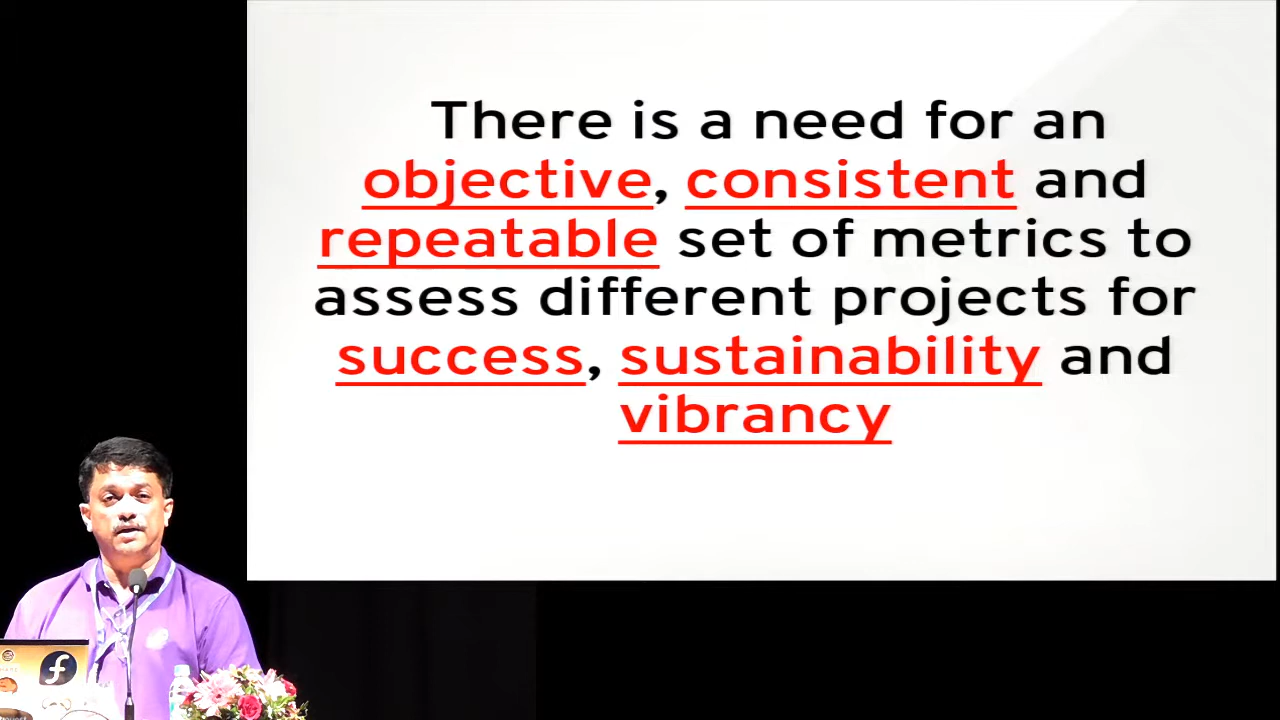 There is a need for an
objective, consistent and
repeatable set of metrics to
assess different projects for
success, sustainability and
vibrancy